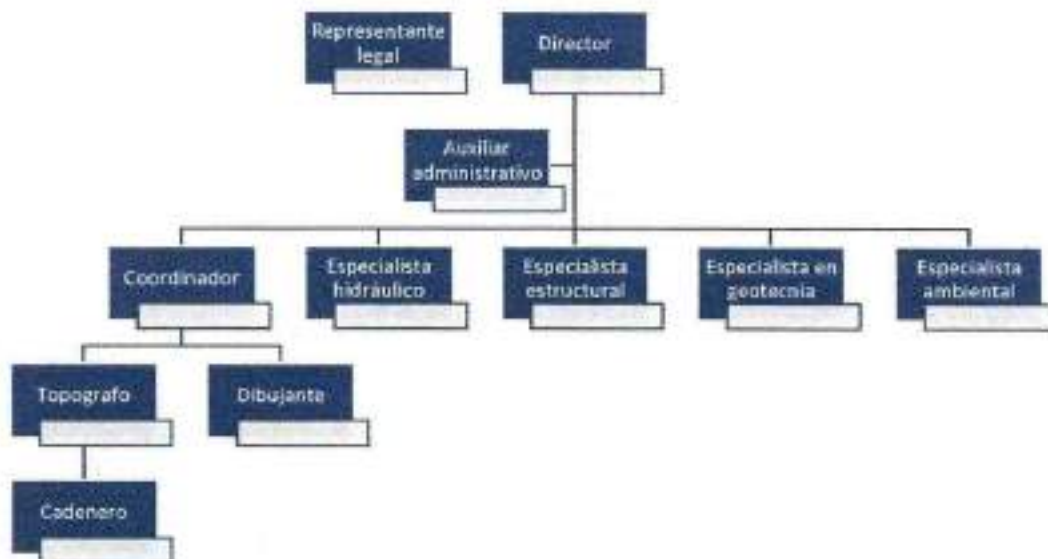 Representante
legal
Director
Auxiliar
administrativo
Coordinador
Especialista
hidráulico
Especialista
estructural
Especialista en
geotecnia
Especialista
ambiental
Topografo
Dibujante
Cadenero